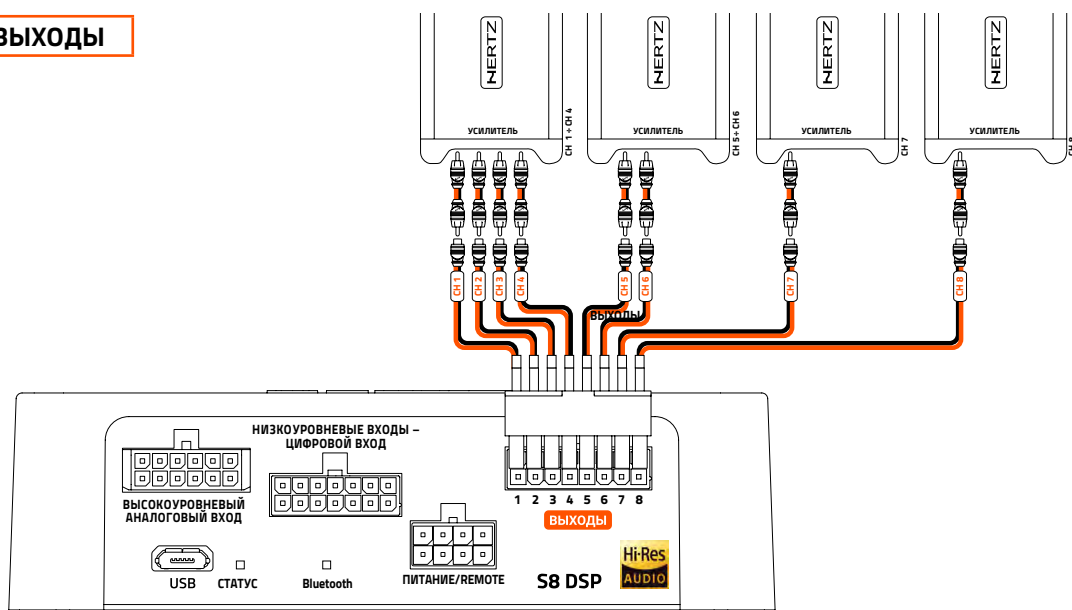 ВЫХОДЫ
HERTZ
HERTZ
HERTZ
HERTZ
УСИЛИТЕЛЬ
УСИЛИТЕЛЬ
УСИЛИТЕЛЬ
УСИЛИТЕЛЬ
CH 1 ÷ CH 4
CH 5 ÷ CH 6
CH 7
CH 8
CH 1
CH 2
CH 3
CH 4
CH 5
CH 6
CH 7
CH 8
ВЫХОДЫ
НИЗКОУРОВНЕВЫЕ ВХОДЫ –
ЦИФРОВОЙ ВХОД
ВЫСОКОУРОВНЕВЫЙ
АНАЛОГОВЫЙ ВХОД
1 2 3 4 5 6 7 8
ВЫХОДЫ
USB
СТАТУС
Bluetooth
ПИТАНИЕ/REMOTE
S8 DSP
Hi-Res
AUDIO